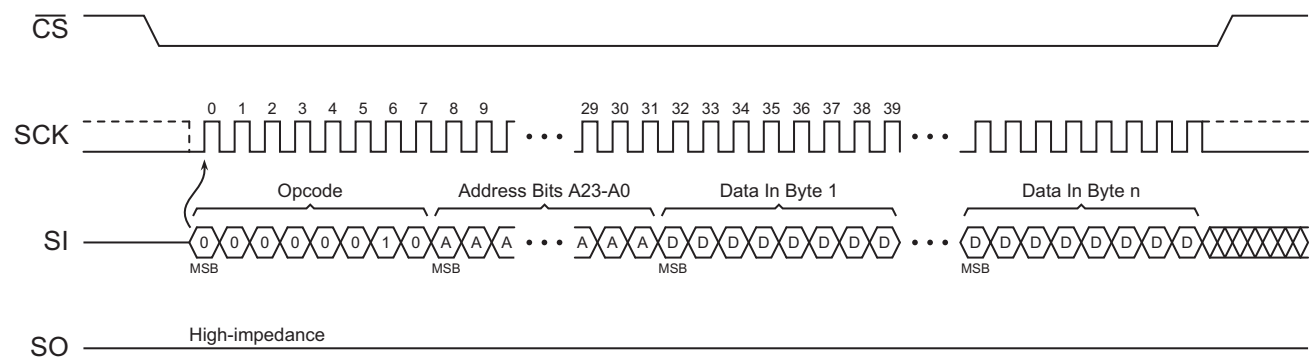 CS
0 1 2 3 4 5 6 7 8 9 29 30 31 32 33 34 35 36 37 38 39
SCK
Opcode Address Bits A23-A0 Data In Byte 1 Data In Byte n
SI 0 0 0 0 0 0 1 0 A A A A A A D D D D D D D D D D D D D D D D
MSB MSB MSB MSB
High-impedance
SO